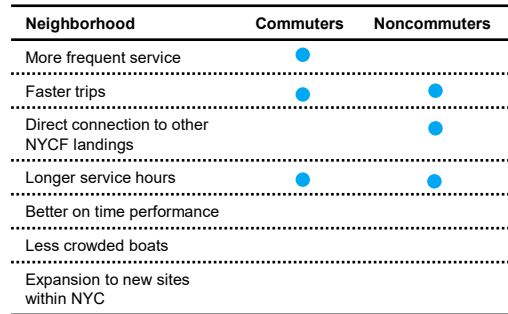 Neighborhood Commuters Noncommuters
More frequent service
Faster trips
Direct connection to other
NYCF landings
Longer service hours
Better on time performance
Less crowded boats
Expansion to new sites
within NYC